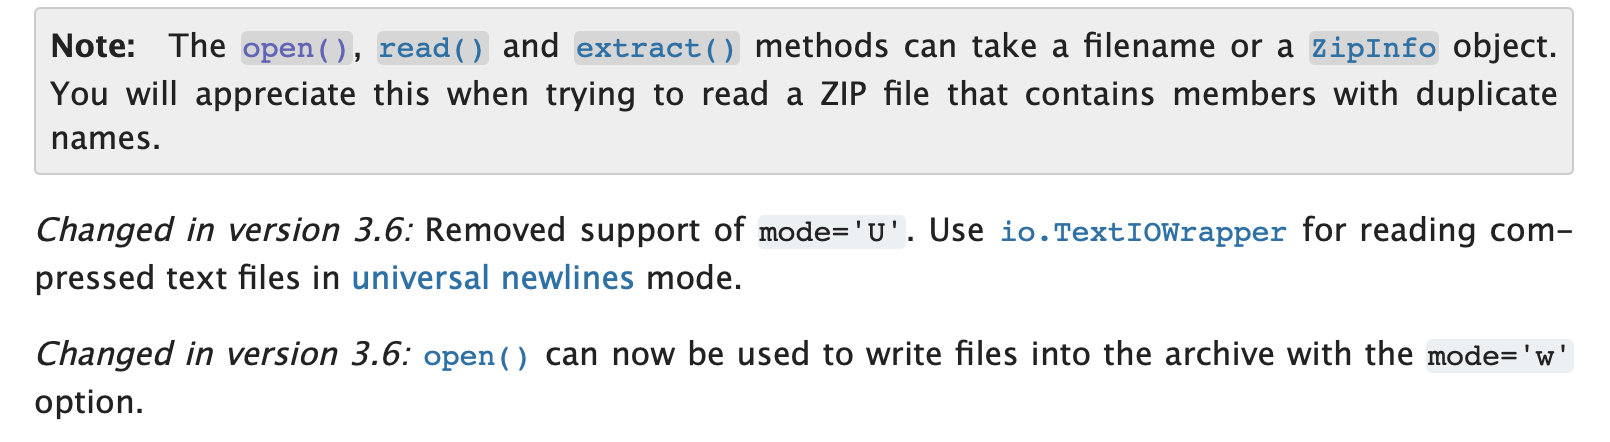 Note: The open(), read() and extract() methods can take a filename or a ZipInfo object.
You will appreciate this when trying to read a ZIP file that contains members with duplicate
names.
Changed in version 3.6: Removed support of mode='U'. Use io.TextIOWrapper for reading com-
pressed text files in universal newlines mode.
Changed in version 3.6: open() can now be used to write files into the archive with the mode='w'
option.